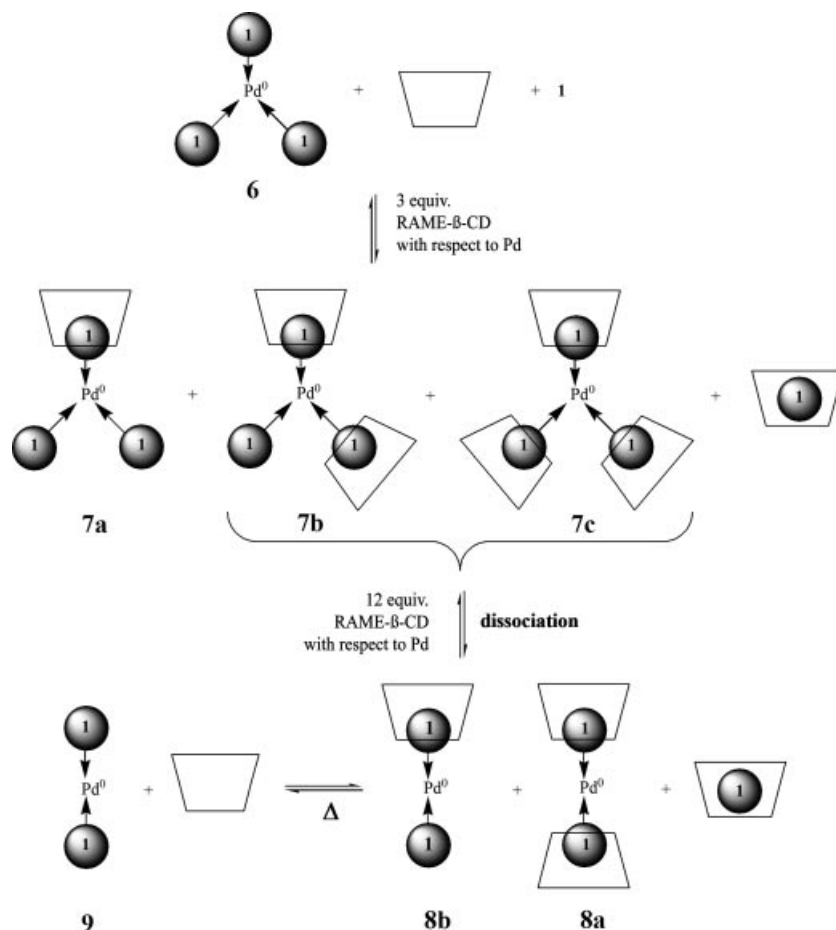 1
Pd⁰ + + 1
1 1
6
3 equiv.
RAME-ß-CD
with respect to Pd
1 1 1
Pd⁰ + Pd⁰ + Pd⁰ + 1
1 1 1 1 1 1
7a 7b 7c
12 equiv.
RAME-ß-CD
with respect to Pd
dissociation
1 1 1
Pd⁰ + Δ Pd⁰ + Pd⁰ + 1
1 1 1
9 8b 8a